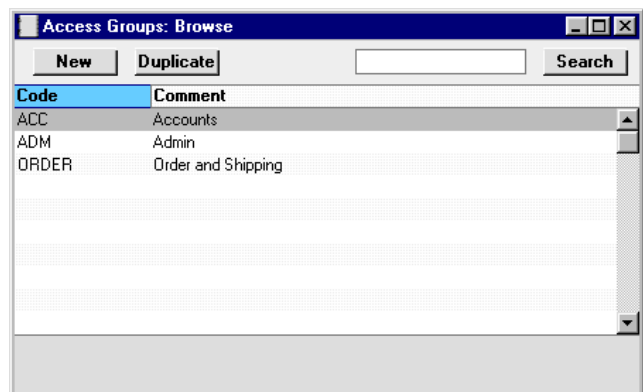 Access Groups: Browse
New Duplicate Search
Code Comment
ACC Accounts
ADM Admin
ORDER Order and Shipping